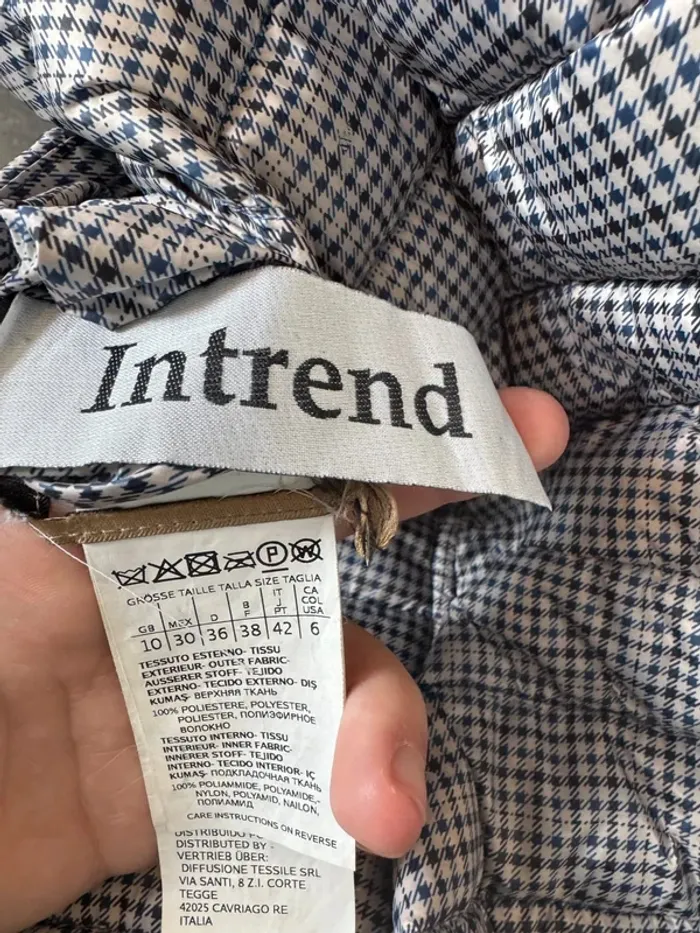 Intrend
P W
GRÖSSE TAILLE TALLA SIZE TAGLIA
GB MEX D B F IT J PT CA COL USA
10 30 36 38 42 6
TESSUTO ESTERNO- TISSU
EXTERIEUR- OUTER FABRIC-
AUSSERER STOFF- TEJIDO
EXTERNO- TECIDO EXTERNO- DIŞ
KUMAŞ- ВЕРХНЯЯ ТКАНЬ
100% POLIESTERE, POLYESTER,
POLIESTER, ПОЛИЭФИРНОЕ
ВОЛОКНО
TESSUTO INTERNO- TISSU
INTERIEUR- INNER FABRIC-
INNERER STOFF- TEJIDO
INTERNO- TECIDO INTERIOR- IÇ
KUMAŞ- ПОДКЛАДОЧНАЯ ТКАНЬ
100% POLIAMMIDE, POLYAMIDE,-
NYLON, POLYAMID, NAILON,
ПОЛИАМИД
CARE INSTRUCTIONS ON REVERSE
DISTRIBUIDO
DISTRIBUTED BY -
VERTRIEB ÜBER:
DIFFUSIONE TESSILE SRL
VIA SANTI, 8 Z.I. CORTE
TEGGE
42025 CAVRIAGO RE
ITALIA